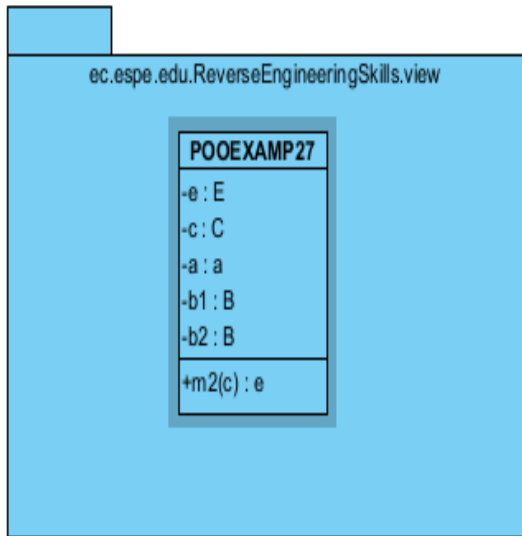 ec.espe.edu.ReverseEngineeringSkills.view
POOEXAMP27
-e : E
-c : C
-a : a
-b1 : B
-b2 : B
+m2(c) : e